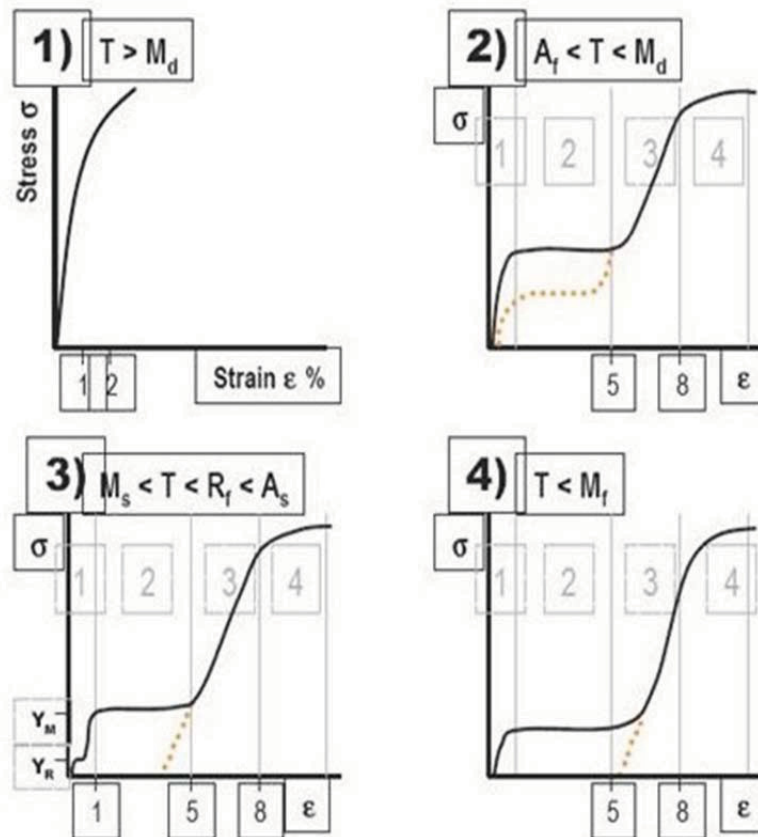 1) T > M_d
Stress σ
1 2
Strain ε %
2) A_f < T < M_d
σ
1 2 3 4
5 8 ε
3) M_s < T < R_f < A_s
σ
1 2 3 4
Y_M
Y_R
1 5 8 ε
4) T < M_f
σ
1 2 3 4
5 8 ε